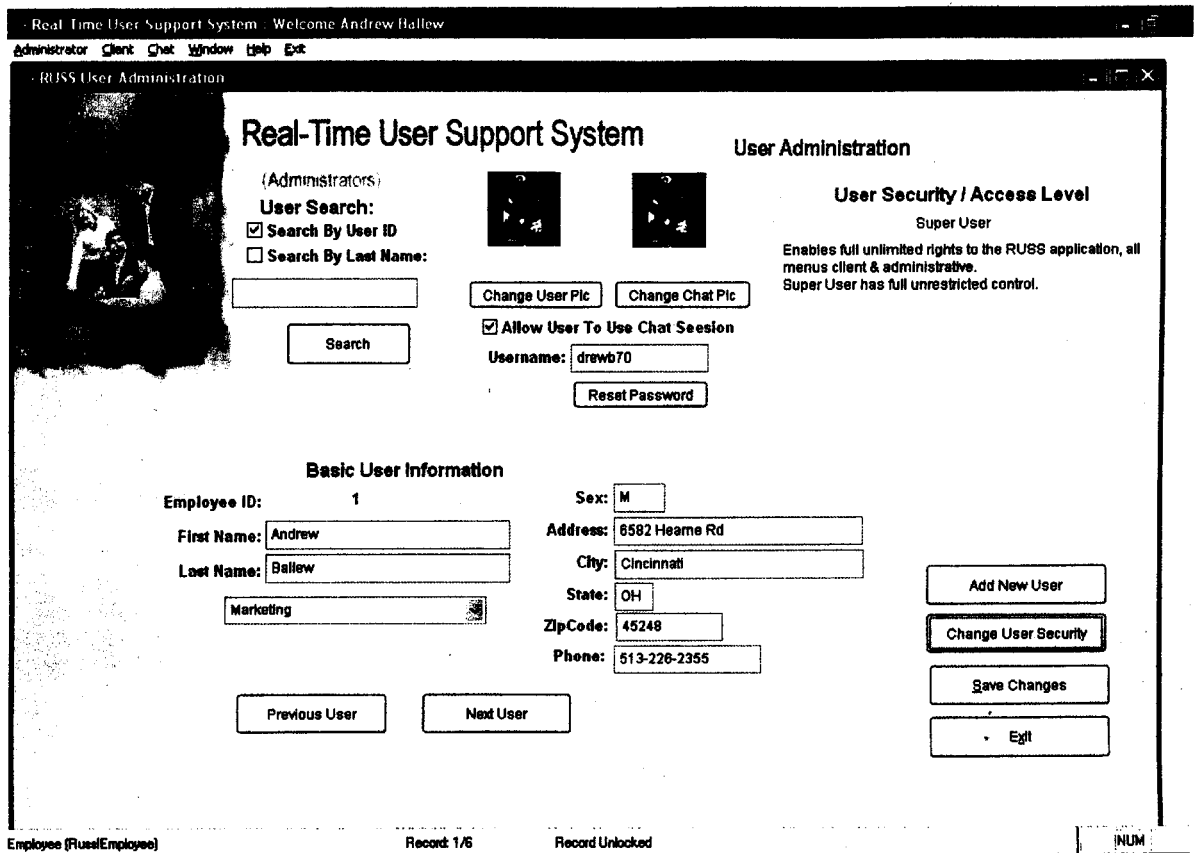 Real-Time User Support System : Welcome Andrew Ballew
Administrator Client Chat Window Help Exit
RUSS User Administration
Real-Time User Support System
User Administration
(Administrators)
User Search:
Search By User ID
Search By Last Name:
Search
Change User Pic
Change Chat Pic
Allow User To Use Chat Seesion
Username: drewb70
Reset Password
User Security / Access Level
Super User
Enables full unlimited rights to the RUSS application, all
menus client & administrative.
Super User has full unrestricted control.
Basic User Information
Employee ID: 1
First Name: Andrew
Last Name: Ballew
Marketing
Sex: M
Address: 6582 Hearne Rd
City: Cincinnati
State: OH
ZipCode: 45248
Phone: 513-226-2355
Previous User
Next User
Add New User
Change User Security
Save Changes
Exit
Employee (Russ!Employee)
Record: 1/6
Record Unlocked
NUM